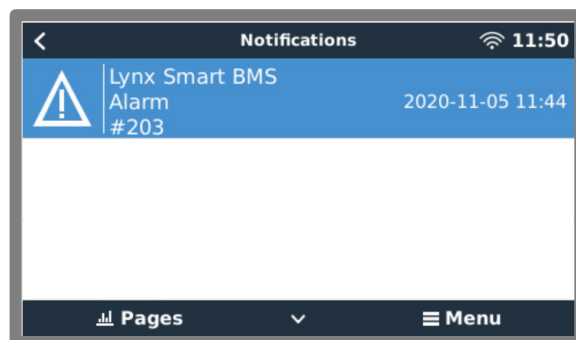 Notifications 11:50
Lynx Smart BMS
Alarm 2020-11-05 11:44
#203
Pages Menu